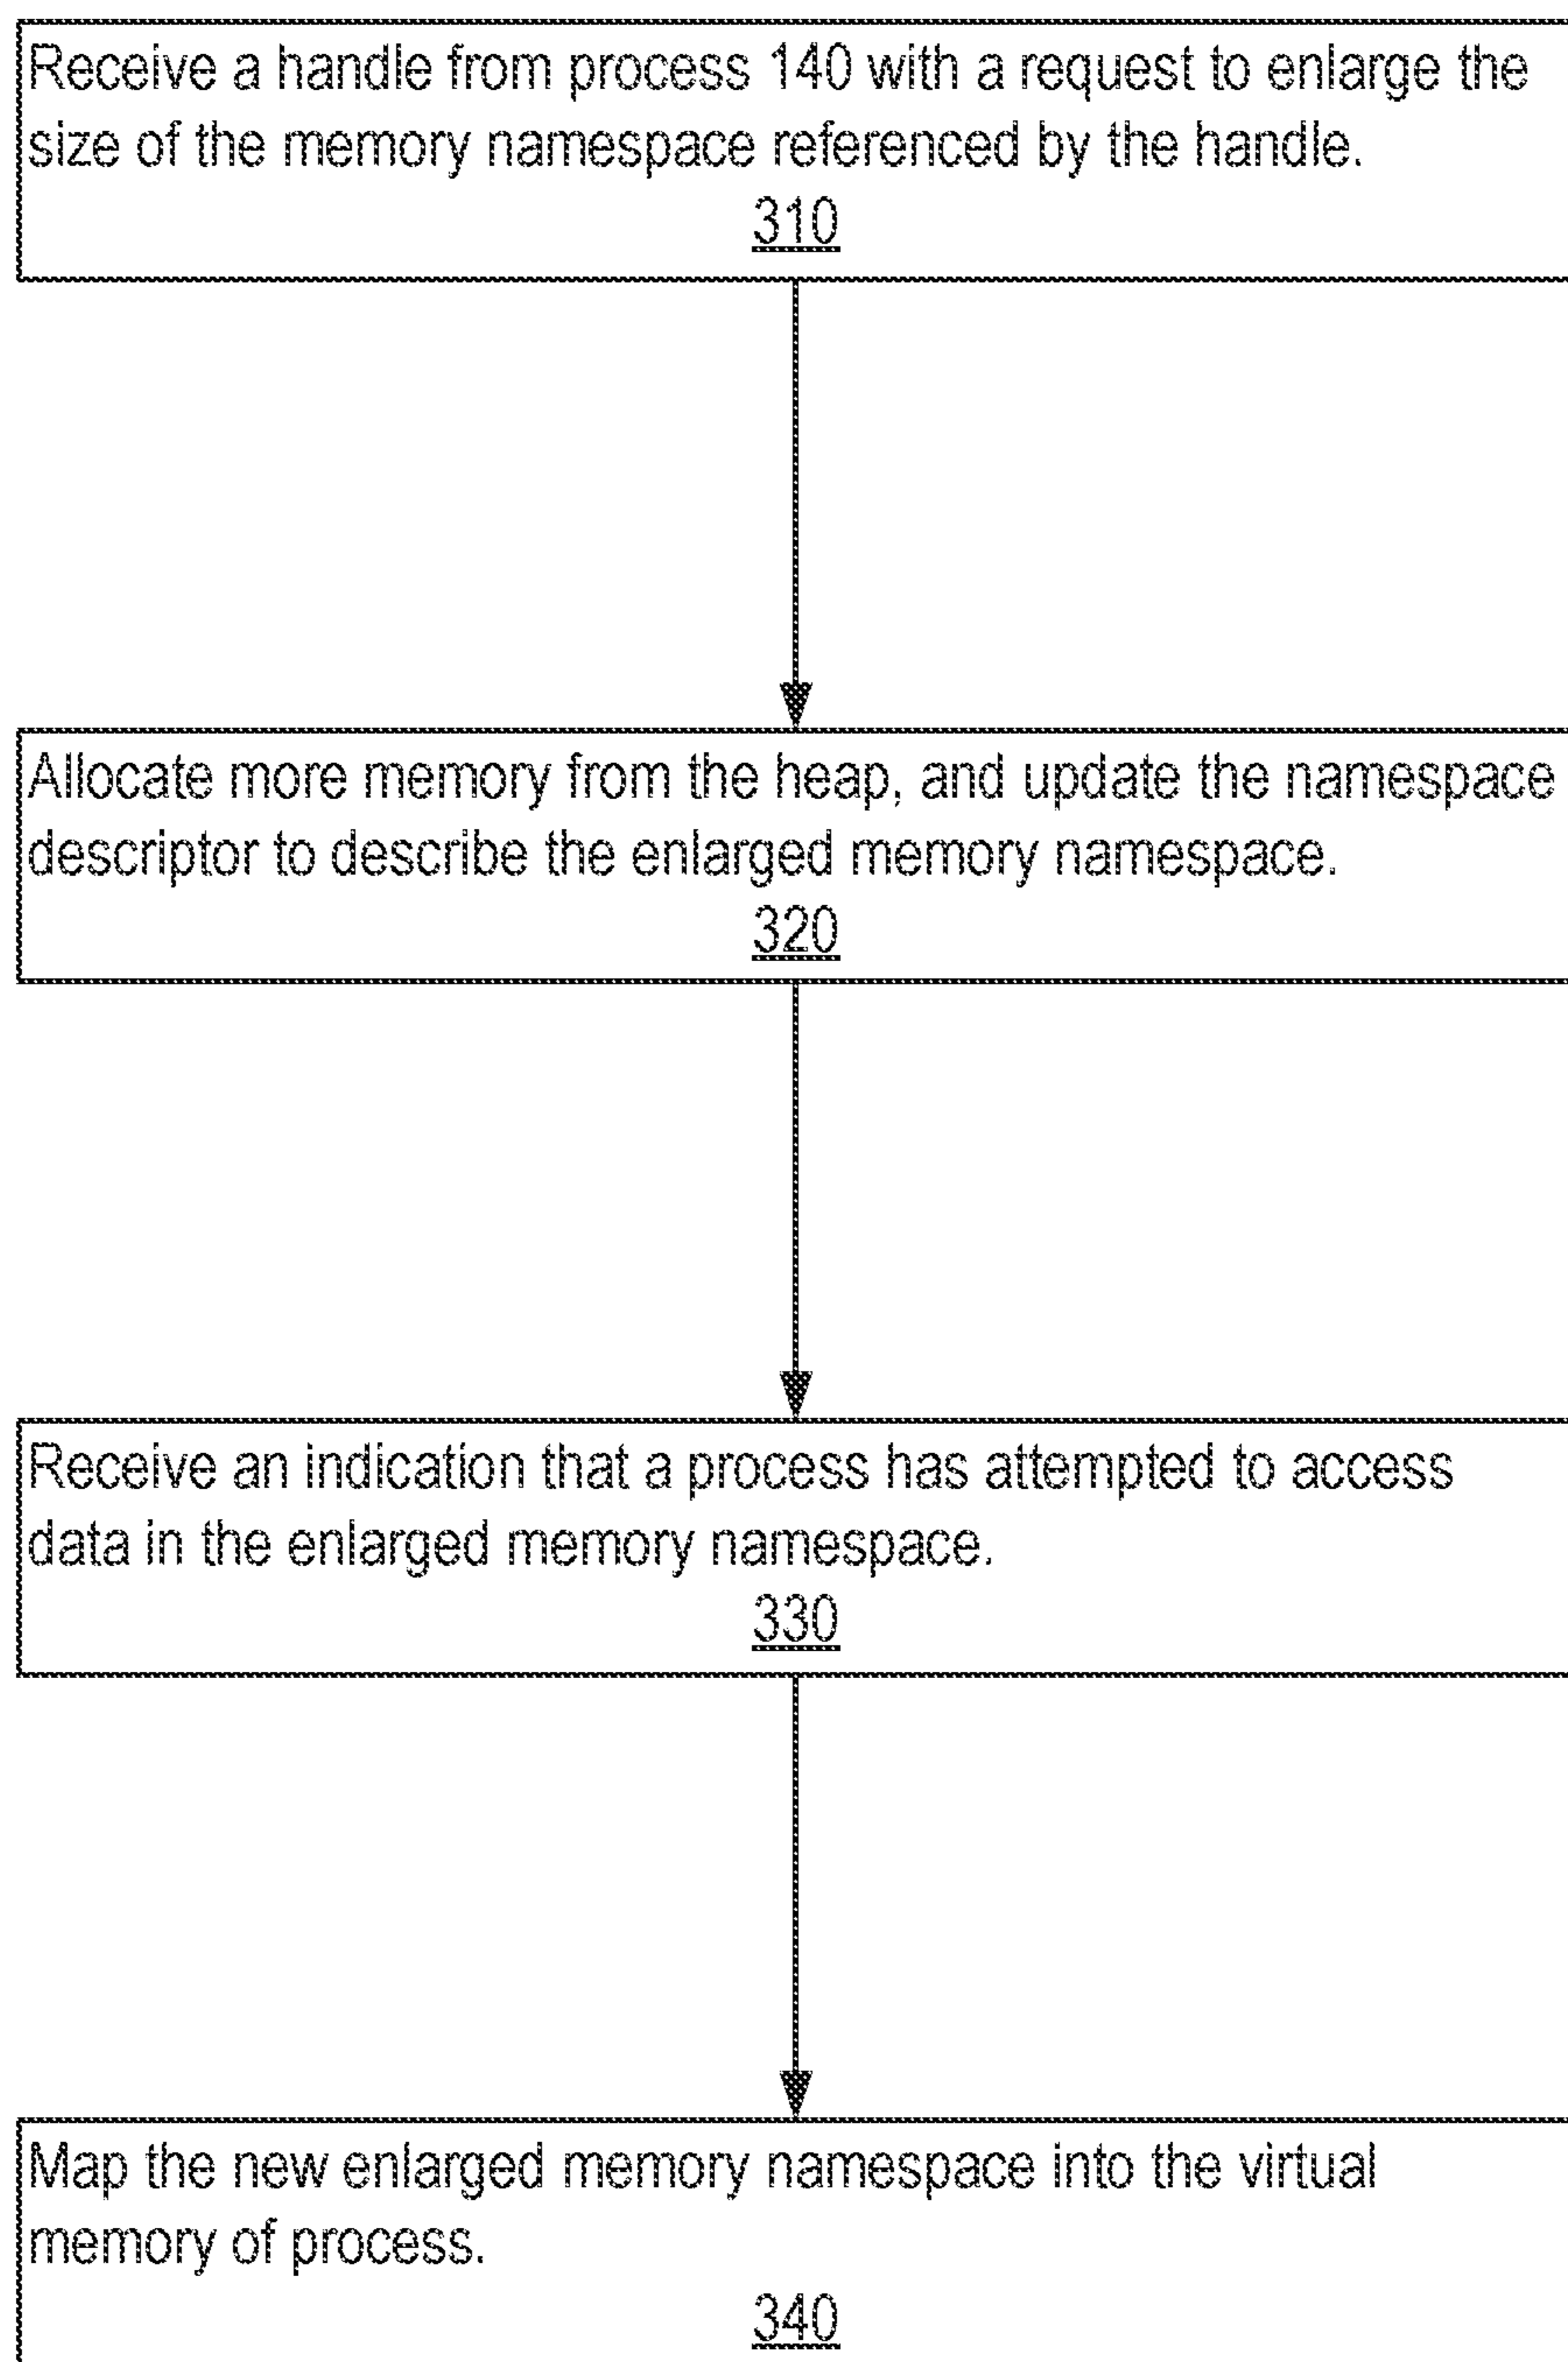 Receive a handle from process 140 with a request to enlarge the
size of the memory namespace referenced by the handle.
310
Allocate more memory from the heap, and update the namespace
descriptor to describe the enlarged memory namespace.
320
Receive an indication that a process has attempted to access
data in the enlarged memory namespace.
330
Map the new enlarged memory namespace into the virtual
memory of process.
340